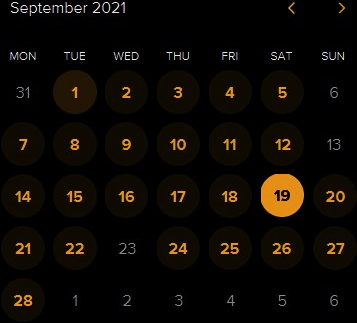 September 2021
MON TUE WED THU FRI SAT SUN
31 1 2 3 4 5 6
7 8 9 10 11 12 13
14 15 16 17 18 19 20
21 22 23 24 25 26 27
28 1 2 3 4 5 6